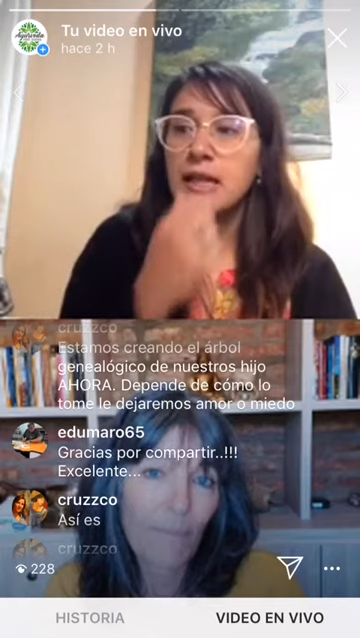 Tu video en vivo
hace 2 h
Ayurveda
cruzzco
Estamos creando el árbol
genealógico de nuestros hijo
AHORA. Depende de cómo lo
tome le dejaremos amor o miedo
edumaro65
Gracias por compartir..!!!
Excelente...
cruzzco
Así es
cruzzco
228
HISTORIA
VIDEO EN VIVO